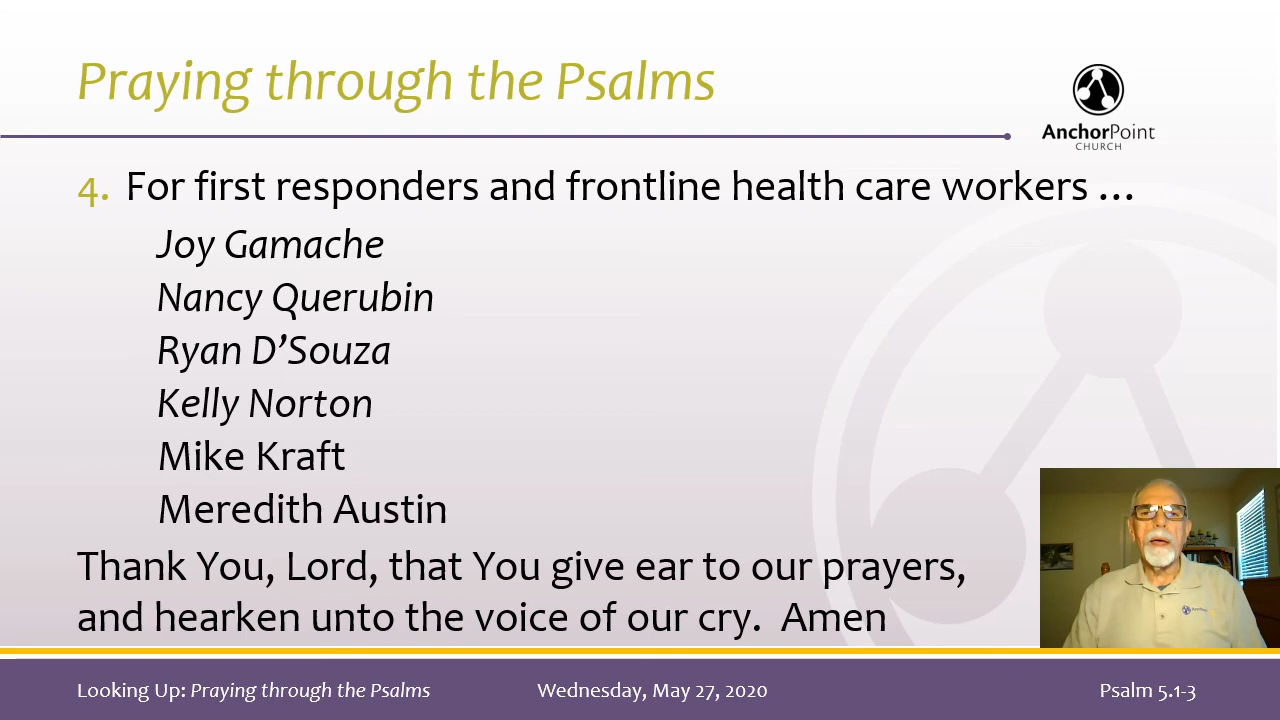 Praying through the Psalms
AnchorPoint
CHURCH
4. For first responders and frontline health care workers …
Joy Gamache
Nancy Querubin
Ryan D’Souza
Kelly Norton
Mike Kraft
Meredith Austin
Thank You, Lord, that You give ear to our prayers,
and hearken unto the voice of our cry.  Amen
Looking Up: Praying through the Psalms
Wednesday, May 27, 2020
Psalm 5.1-3